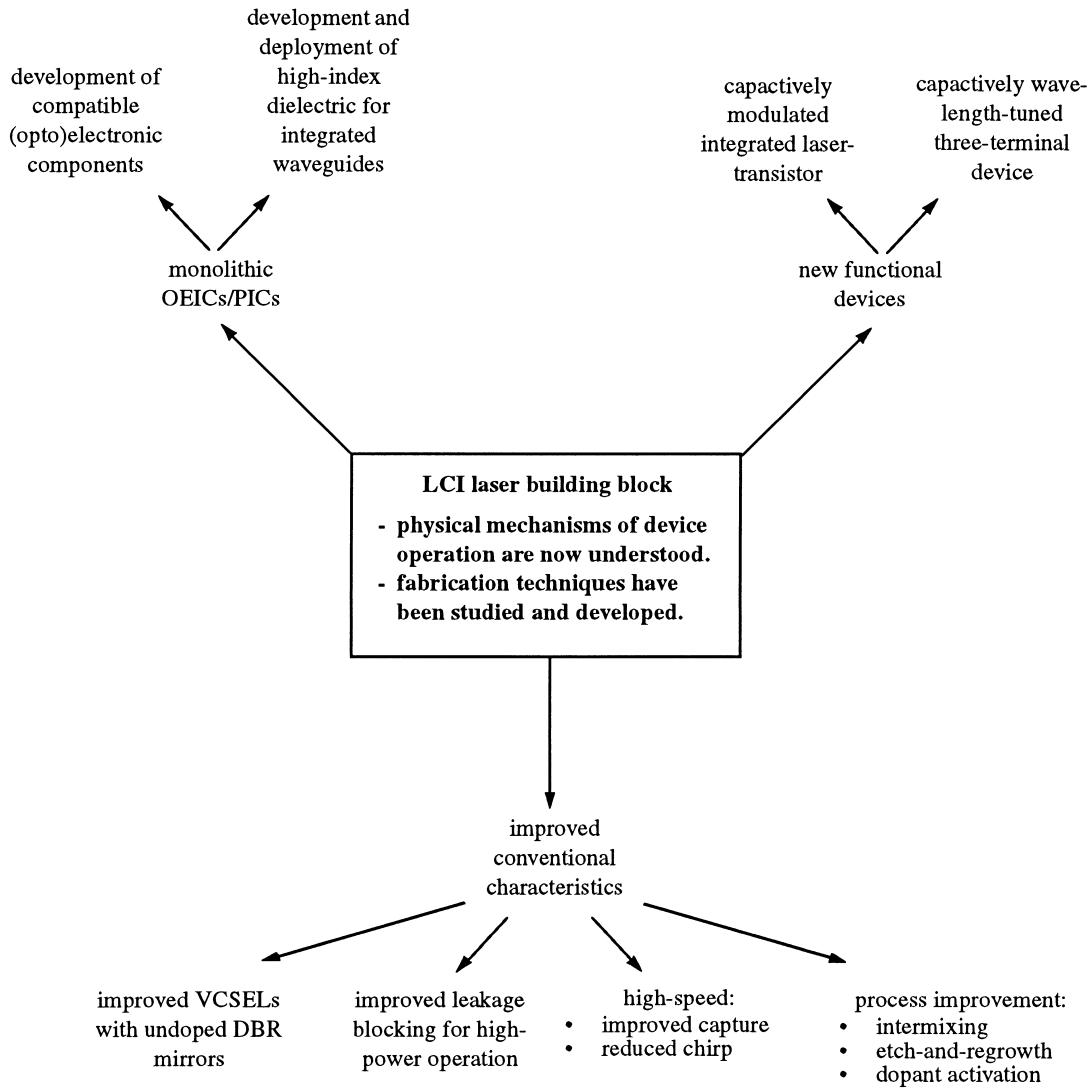 development of
compatible
(opto)electronic
components
development and
deployment of
high-index
dielectric for
integrated
waveguides
capactively
modulated
integrated laser-
transistor
capactively wave-
length-tuned
three-terminal
device
monolithic
OEICs/PICs
new functional
devices
LCI laser building block
- physical mechanisms of device
operation are now understood.
- fabrication techniques have
been studied and developed.
improved
conventional
characteristics
improved VCSELs
with undoped DBR
mirrors
improved leakage
blocking for high-
power operation
high-speed:
• improved capture
• reduced chirp
process improvement:
• intermixing
• etch-and-regrowth
• dopant activation